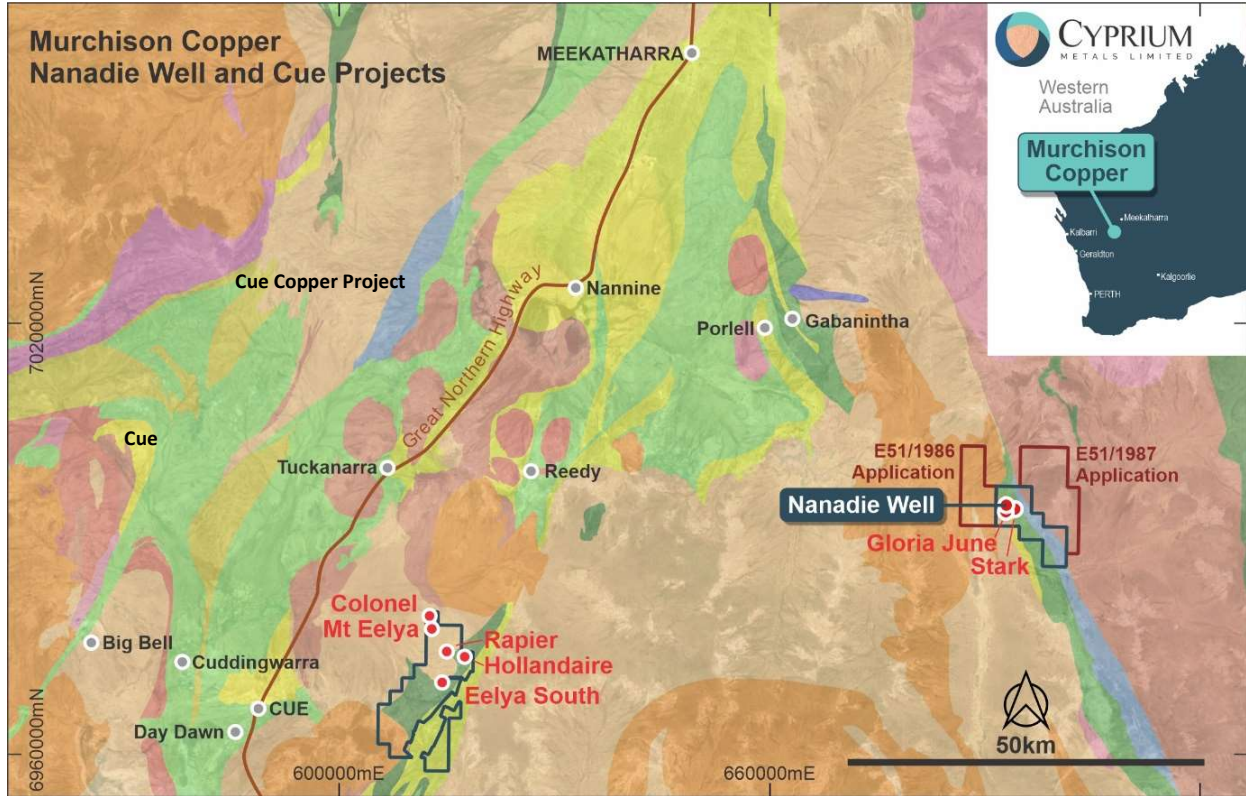 Murchison Copper
Nanadie Well and Cue Projects
MEEKATHARRA
CYPRIUM
METALS LIMITED
Western
Australia
Murchison
Copper
Meekatharra
Kalbarri
Geraldton
Kalgoorlie
PERTH
Cue Copper Project
Nannine
Great Northern Highway
Porlell
Gabanintha
7020000mN
Cue
Tuckanarra
Reedy
E51/1986
Application
E51/1987
Application
Nanadie Well
Gloria June
Stark
Colonel
Mt Eelya
Rapier
Hollandaire
Eelya South
Big Bell
Cuddingwarra
CUE
Day Dawn
6960000mN
600000mE
660000mE
50km